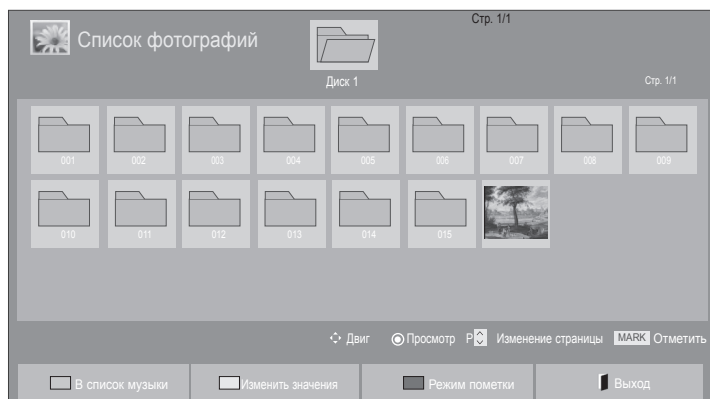 Стр. 1/1
Список фотографий
Диск 1
Стр. 1/1
001 002 003 004 005 006 007 008 009
010 011 012 013 014 015
Двиг Просмотр P Изменение страницы MARK Отметить
В список музыки Изменить значения Режим пометки Выход